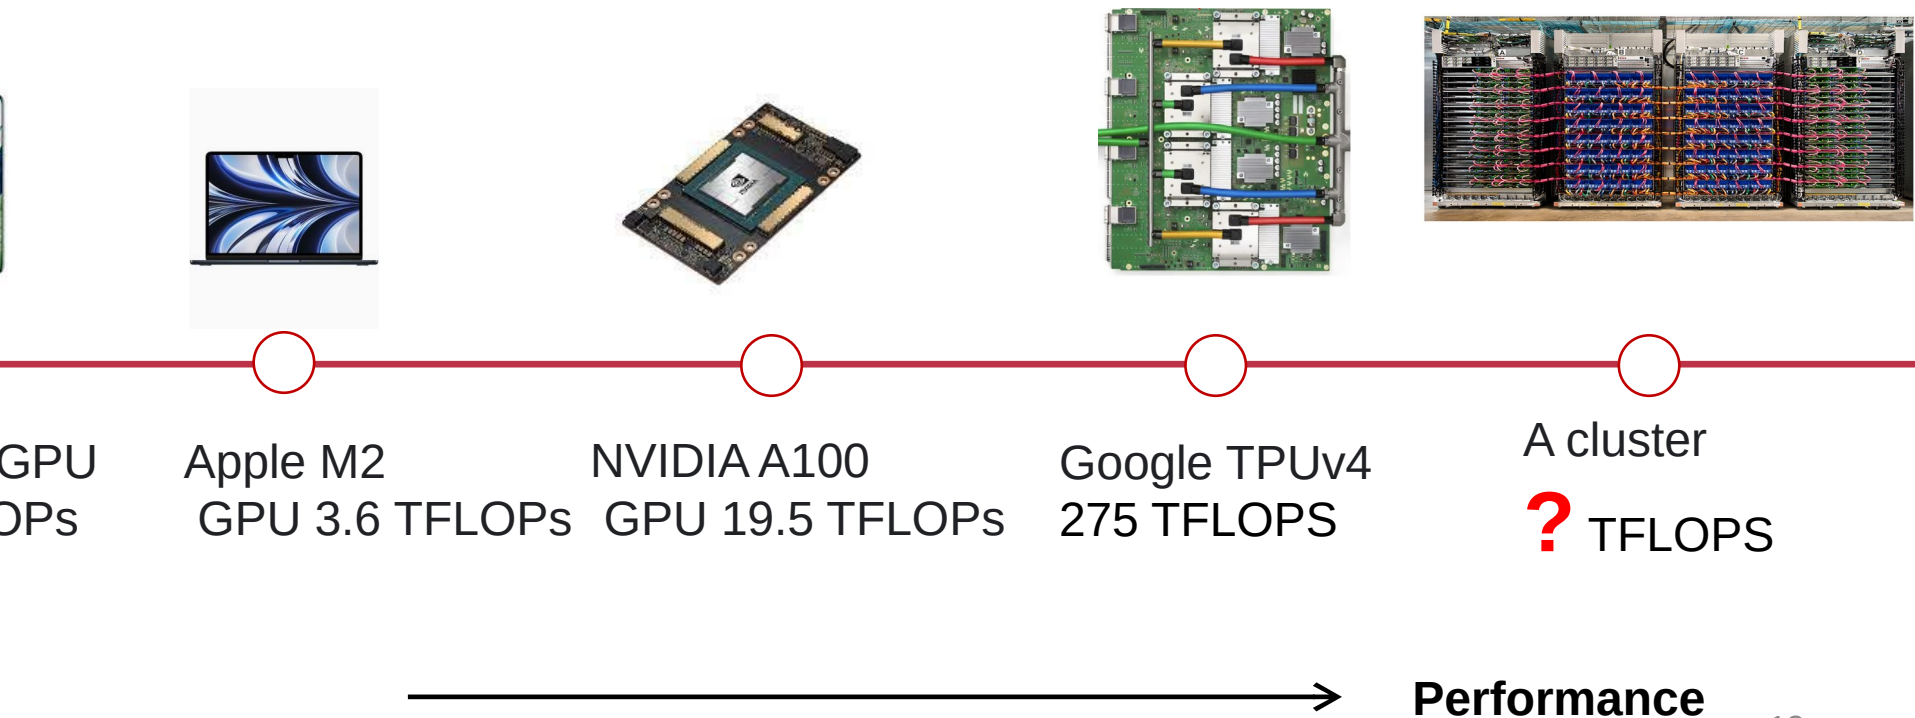 GPU
OPs
Apple M2
GPU 3.6 TFLOPs
NVIDIA A100
GPU 19.5 TFLOPs
Google TPUv4
275 TFLOPS
A cluster
? TFLOPS
Performance